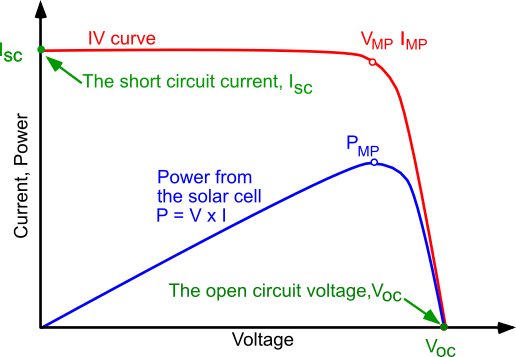 IV curve
VMP IMP
ISC
The short circuit current, ISC
PMP
Power from
the solar cell
P = V x I
Current, Power
The open circuit voltage,VOC
Voltage
VOC